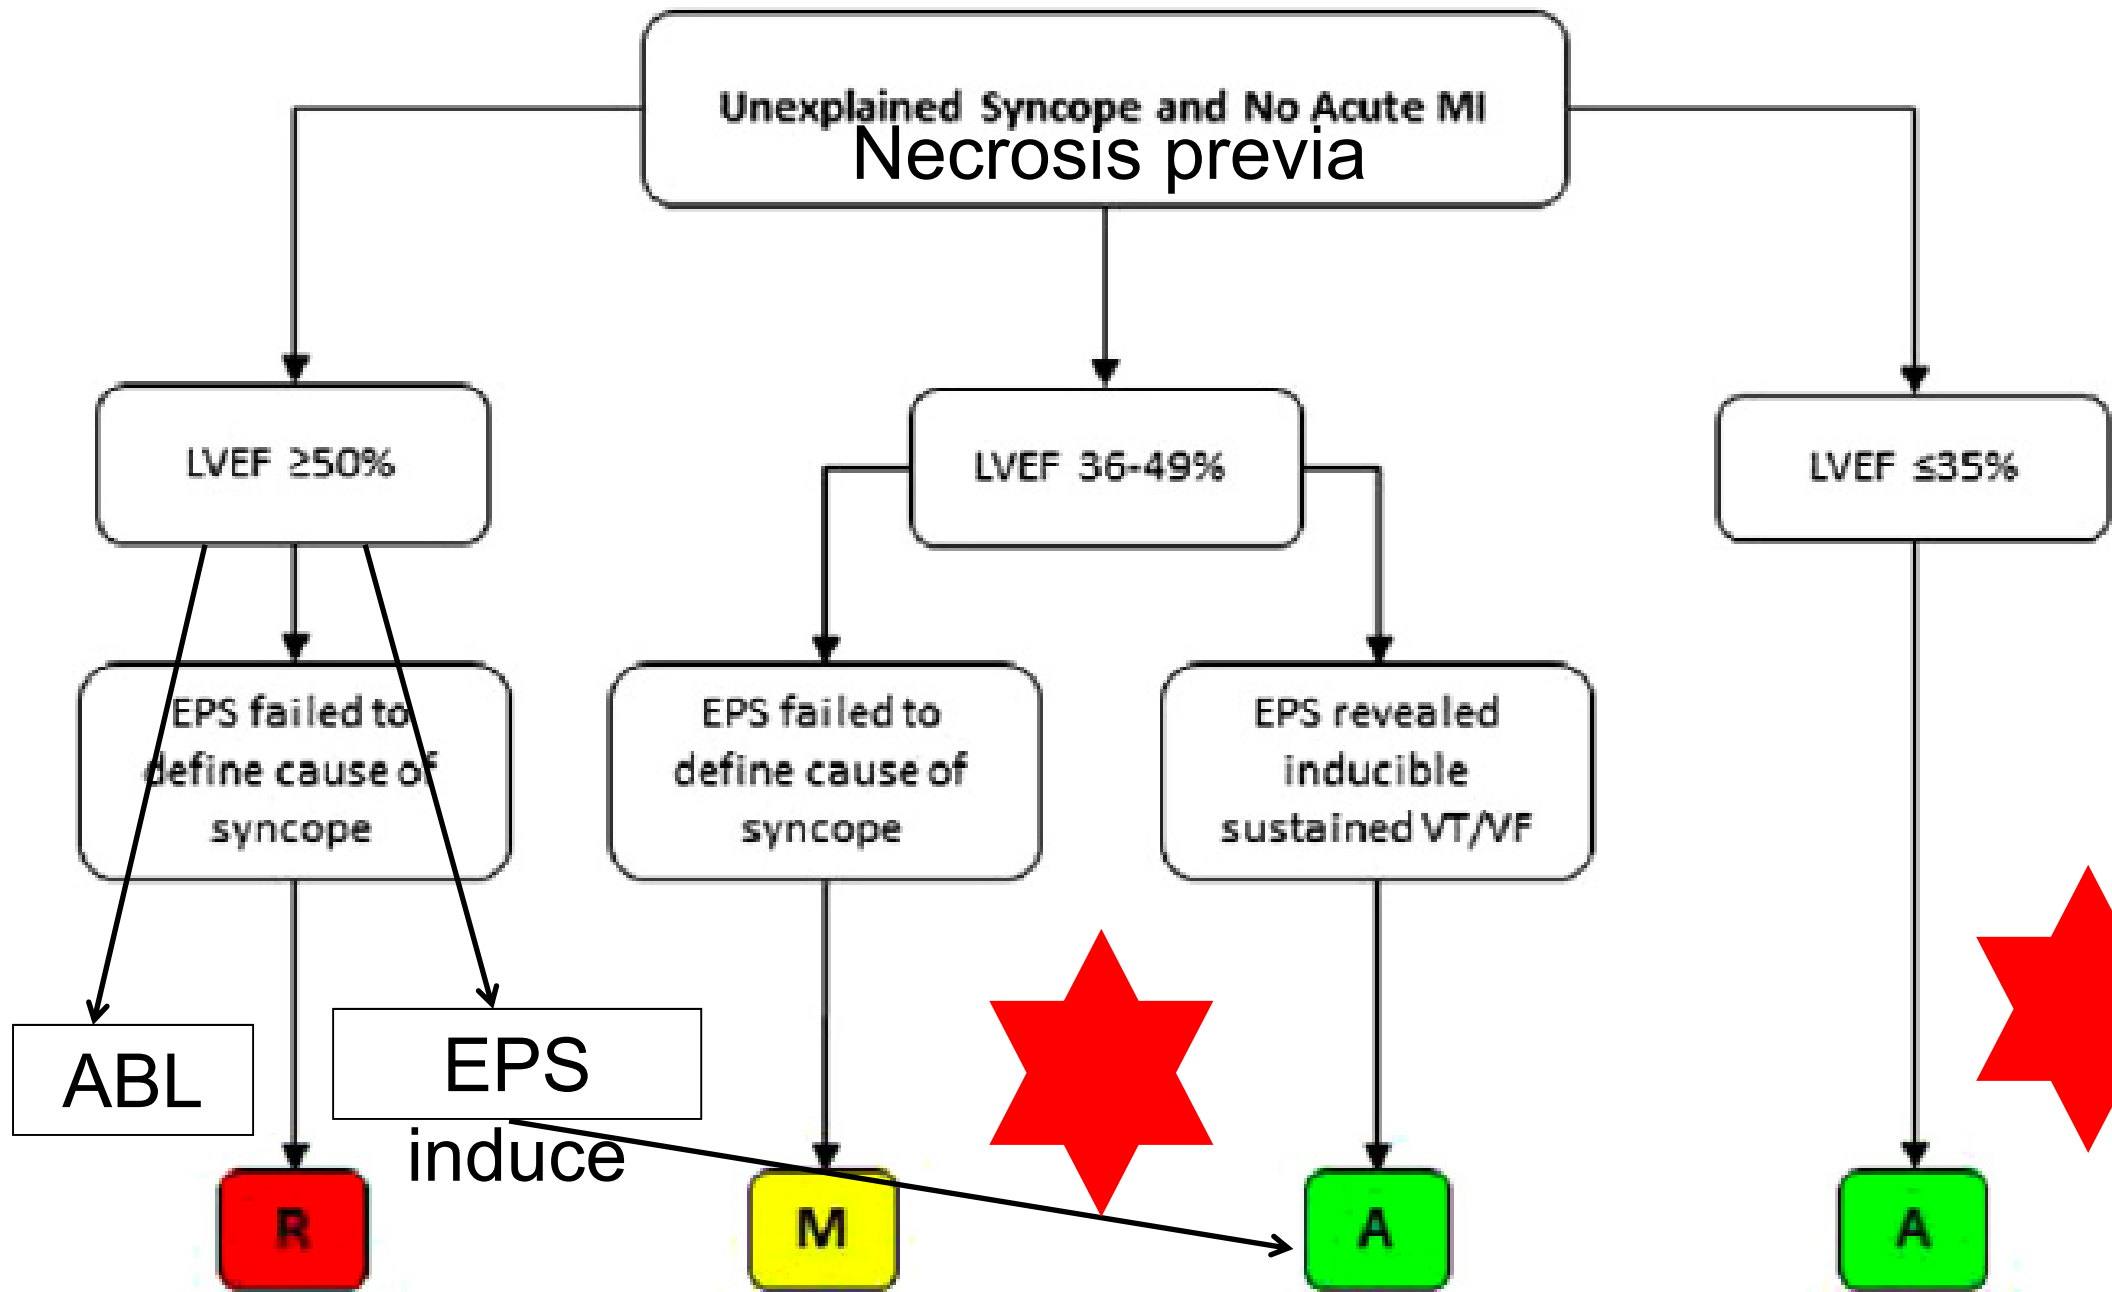 Unexplained Syncope and No Acute MI
Necrosis previa
LVEF ≥50%
LVEF 36-49%
LVEF ≤35%
EPS failed to
define cause of
syncope
EPS failed to
define cause of
syncope
EPS revealed
inducible
sustained VT/VF
ABL
EPS
induce
R
M
A
A